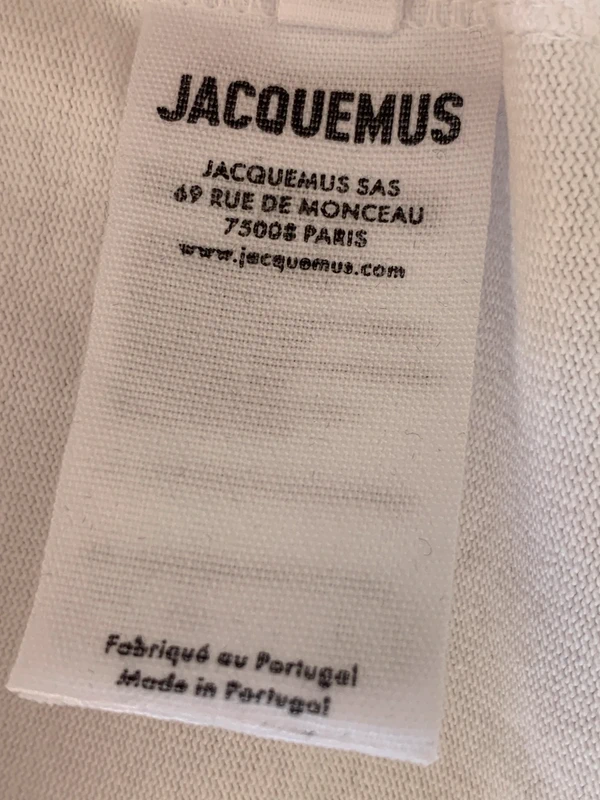 JACQUEMUS
JACQUEMUS SAS
69 RUE DE MONCEAU
75008 PARIS
www.jacquemus.com
Fabriqué au Portugal
Made in Portugal